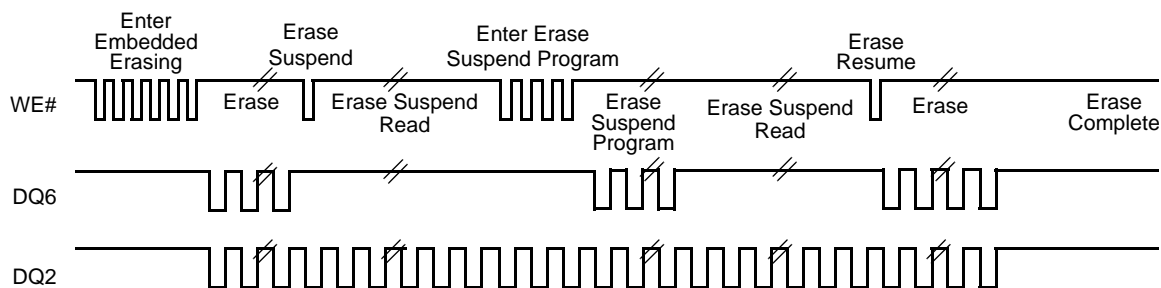 Enter
Embedded
Erasing
Erase
Suspend
Enter Erase
Suspend Program
Erase
Resume
WE#
Erase
Erase Suspend
Read
Erase
Suspend
Program
Erase Suspend
Read
Erase
Erase
Complete
DQ6
DQ2